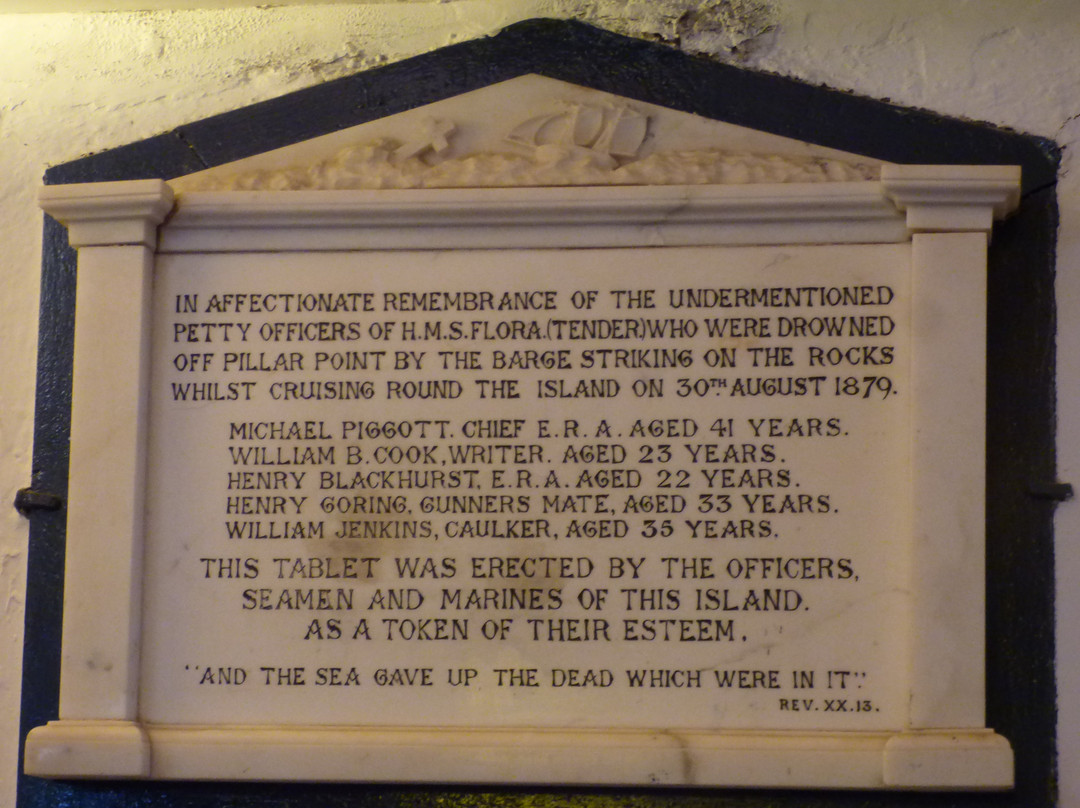 IN AFFECTIONATE REMEMBRANCE OF THE UNDERMENTIONED
PETTY OFFICERS OF H.M.S. FLORA. (TENDER) WHO WERE DROWNED
OFF PILLAR POINT BY THE BARGE STRIKING ON THE ROCKS
WHILST CRUISING ROUND THE ISLAND ON 30TH AUGUST 1879.
MICHAEL PIGGOTT. CHIEF E.R.A. AGED 41 YEARS.
WILLIAM B. COOK, WRITER. AGED 23 YEARS.
HENRY BLACKHURST, E.R.A. AGED 22 YEARS.
HENRY GORING, GUNNERS MATE, AGED 33 YEARS.
WILLIAM JENKINS, CAULKER, AGED 35 YEARS.
THIS TABLET WAS ERECTED BY THE OFFICERS,
SEAMEN AND MARINES OF THIS ISLAND.
AS A TOKEN OF THEIR ESTEEM.
"AND THE SEA GAVE UP THE DEAD WHICH WERE IN IT".
REV. XX.13.